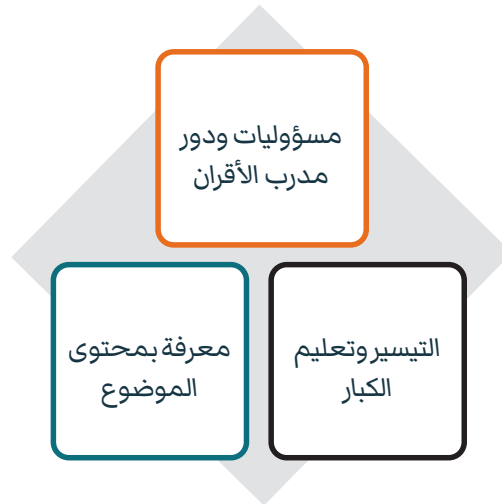 مسؤوليات ودور
مدرب الأقران
التيسير وتعليم
الكبار
معرفة بمحتوى
الموضوع